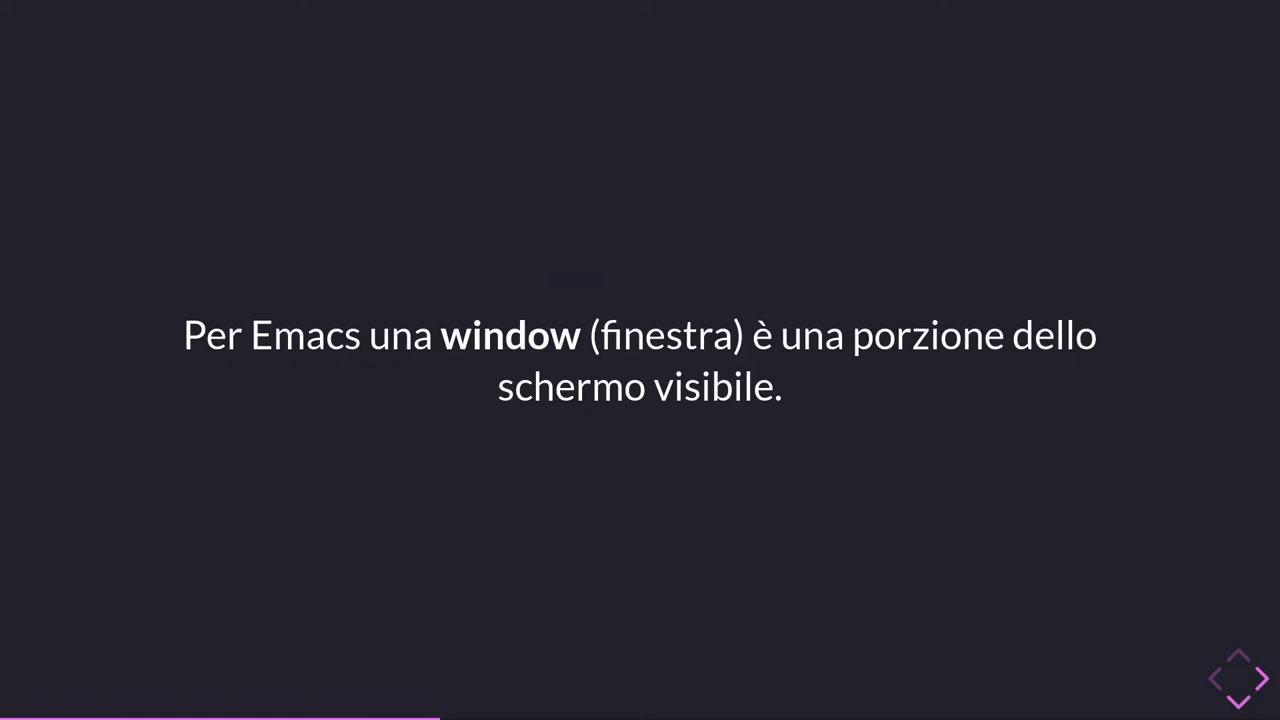 Per Emacs una window (finestra) è una porzione dello
schermo visibile.